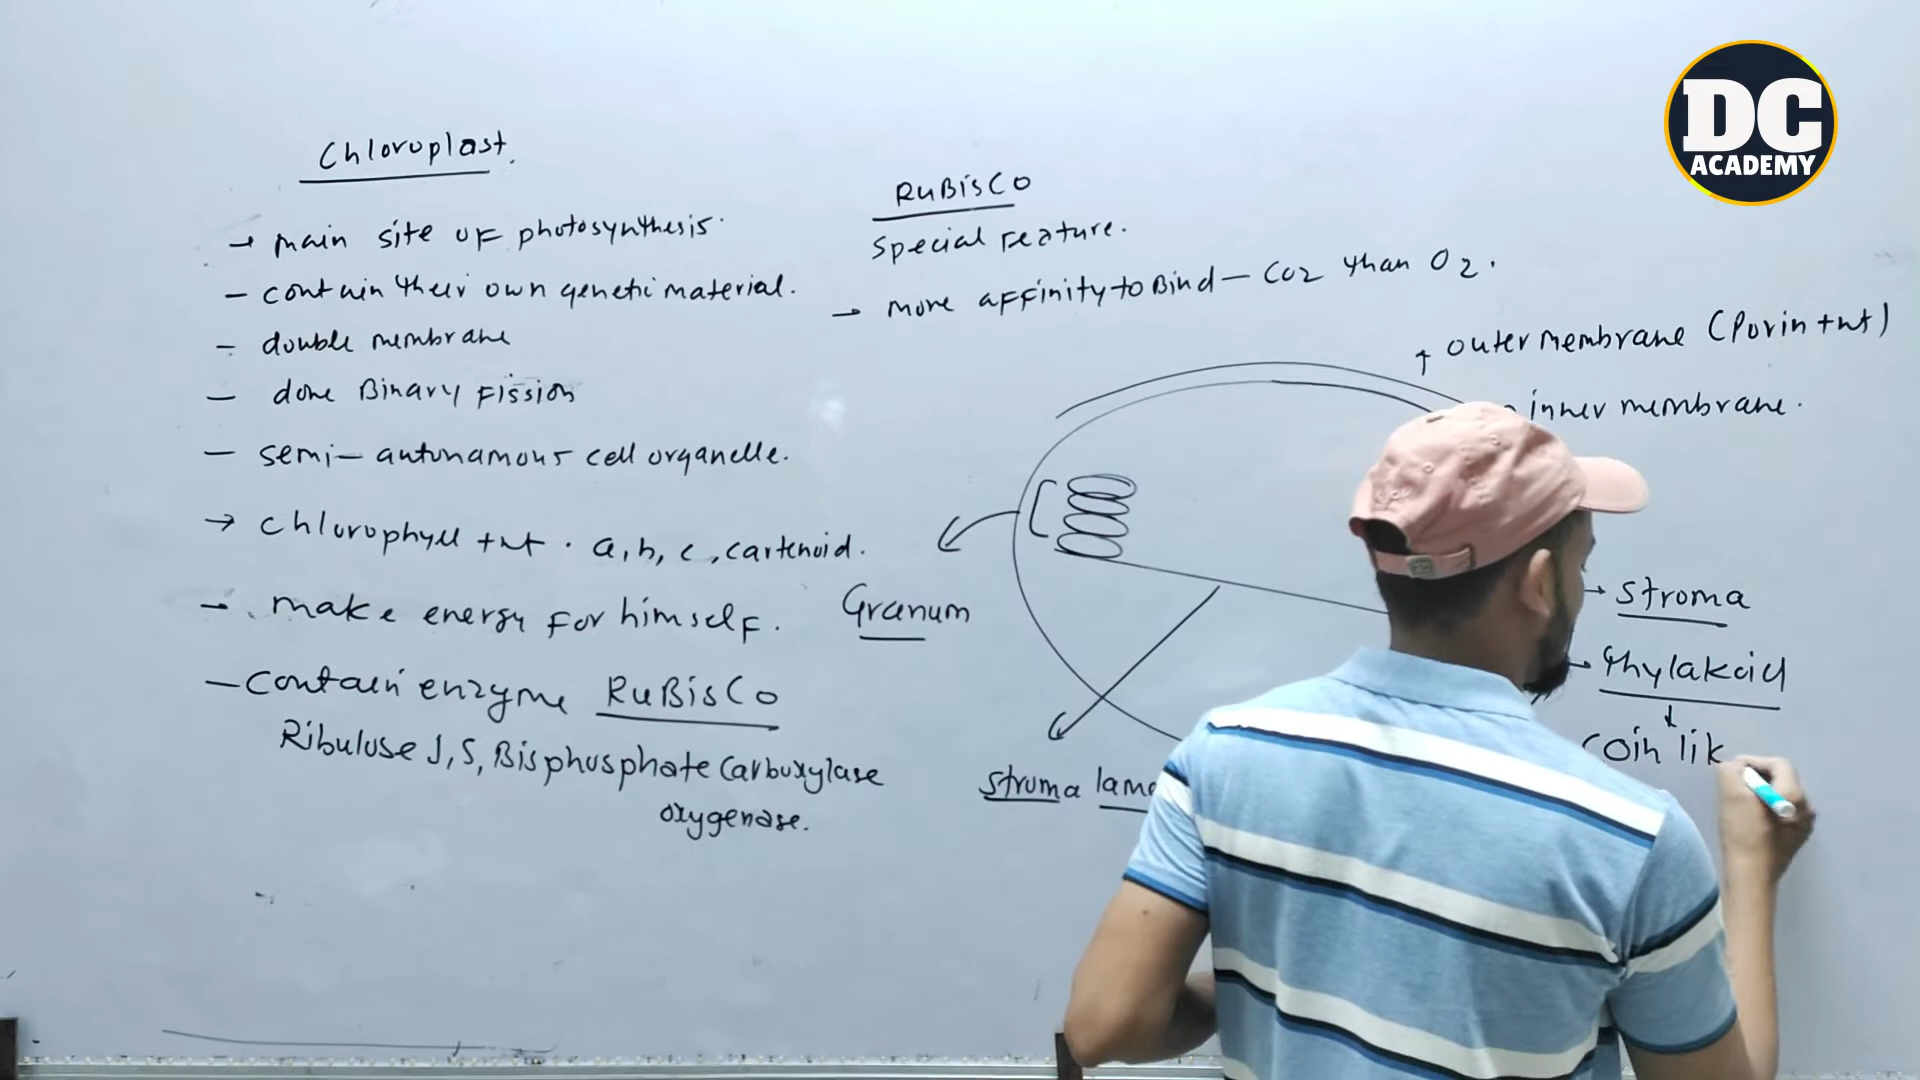 DC
ACADEMY
Chloroplast.
→ main site of photosynthesis.
- contain their own genetic material.
- double membrane
- done Binary Fission
- semi-autonamous cell organelle.
→ chlorophyll + nt. a, b, c, cartenoid.
- make energy for himself.
- contain enzyme RuBisCo
Ribulose 1,5, Bisphosphate Carboxylase
oxygenase.
RuBisCo
Special Feature.
→ more affinity to Bind - CO2 than O2.
↑ outer membrane (Porin + nt)
inner membrane.
Granum
stroma
→ stroma
→ thylakoid
↓
coin lik